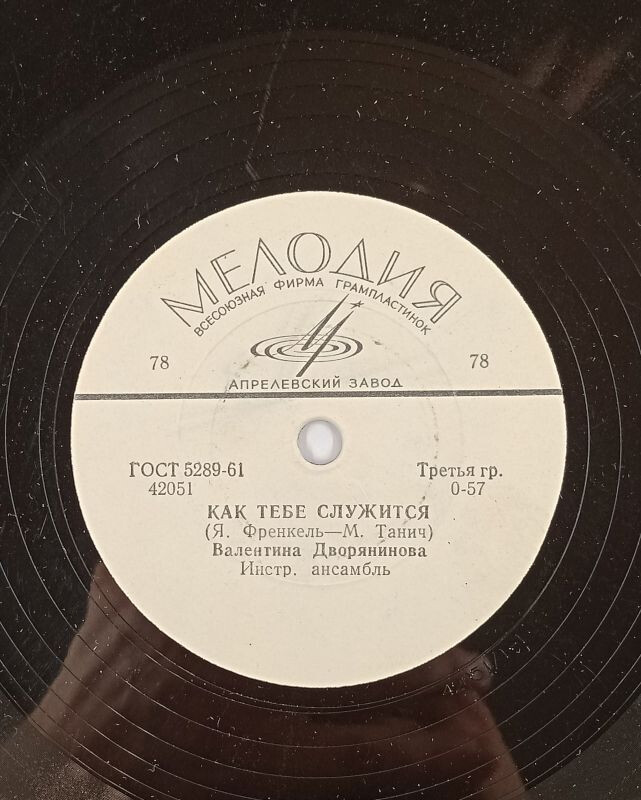 МЕЛОДИЯ
ВСЕСОЮЗНАЯ ФИРМА ГРАМПЛАСТИНОК
78 78
АПРЕЛЕВСКИЙ ЗАВОД
ГОСТ 5289-61 Третья гр.
42051 0-57
КАК ТЕБЕ СЛУЖИТСЯ
(Я. Френкель—М. Танич)
Валентина Дворянинова
Инстр. ансамбль